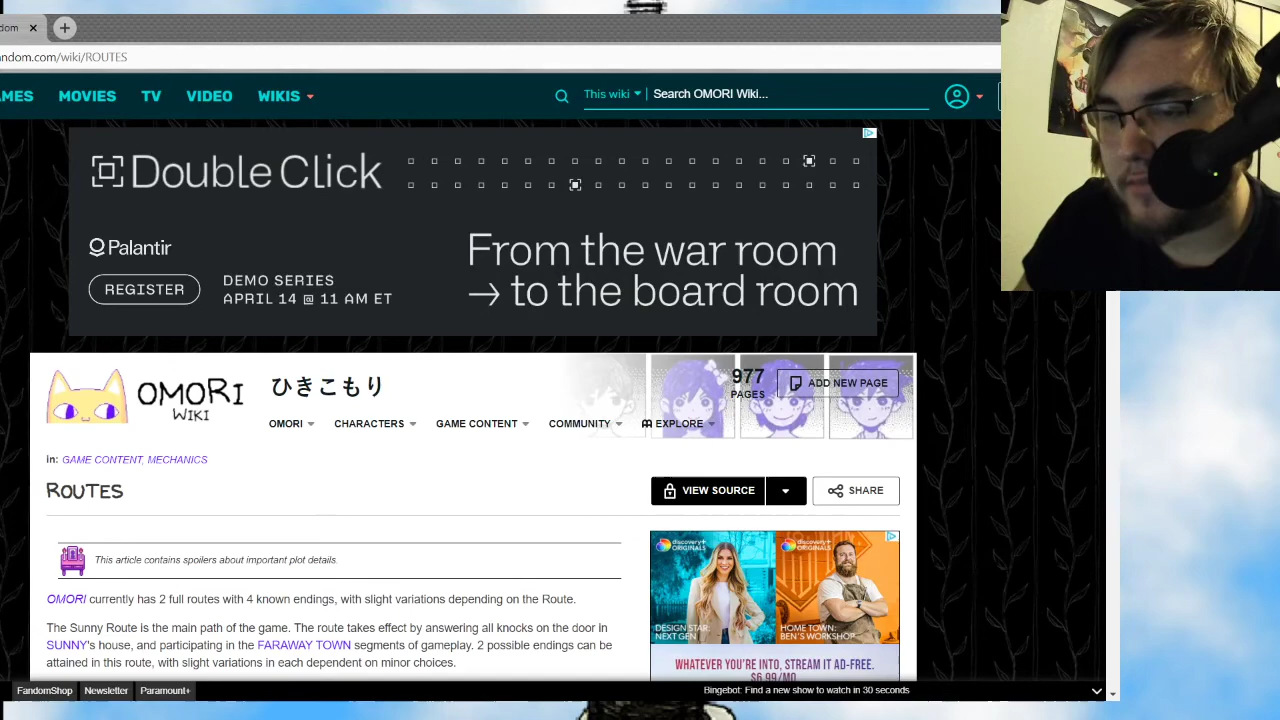 dom
andom.com/wiki/ROUTES
AMES MOVIES TV VIDEO WIKIS This wiki Search OMORI Wiki...
Double Click
Palantir
From the war room
→ to the board room
REGISTER
DEMO SERIES
APRIL 14 @ 11 AM ET
OMORI
WIKI
ひきこもり
977
PAGES
ADD NEW PAGE
OMORI CHARACTERS GAME CONTENT COMMUNITY EXPLORE
in: GAME CONTENT, MECHANICS
ROUTES
VIEW SOURCE
SHARE
This article contains spoilers about important plot details.
OMORI currently has 2 full routes with 4 known endings, with slight variations depending on the Route.
The Sunny Route is the main path of the game. The route takes effect by answering all knocks on the door in
SUNNY's house, and participating in the FARAWAY TOWN segments of gameplay. 2 possible endings can be
attained in this route, with slight variations in each dependent on minor choices.
discovery+
ORIGINALS
DESIGN STAR:
NEXT GEN
discovery+
ORIGINALS
HOME TOWN:
BEN'S WORKSHOP
WHATEVER YOU'RE INTO, STREAM IT AD-FREE.
$6.99/MO
FandomShop Newsletter Paramount+
Bingebot: Find a new show to watch in 30 seconds